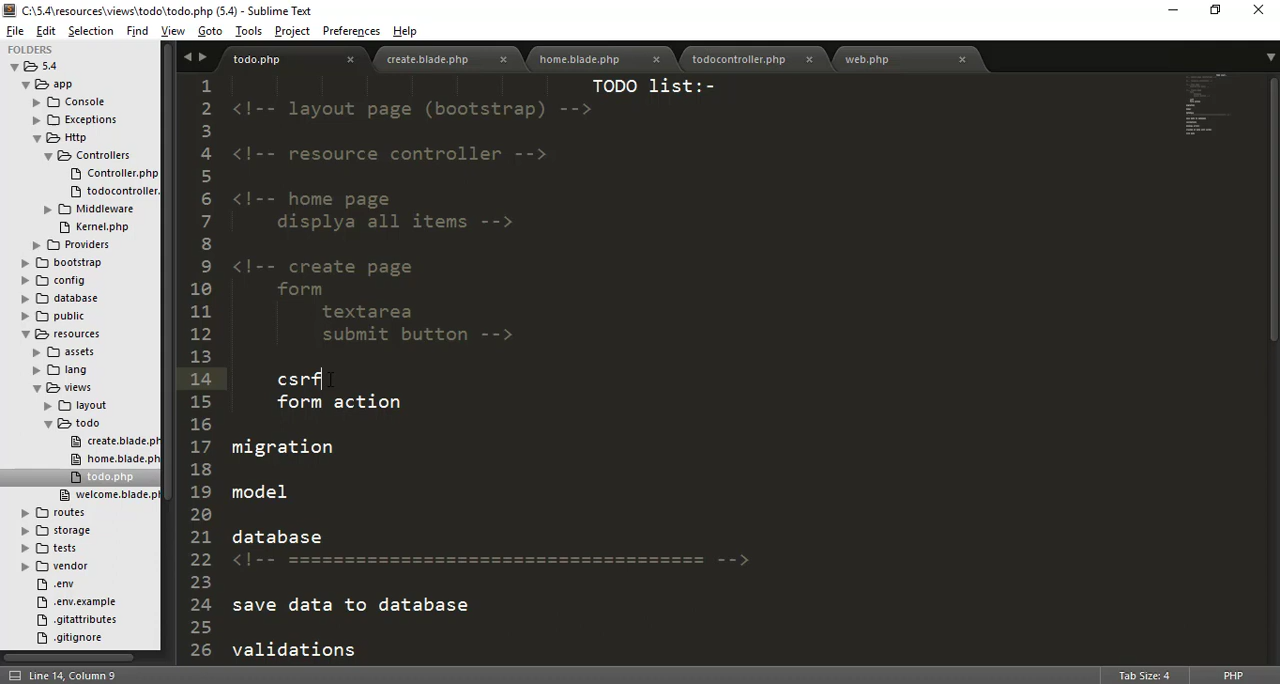 C:\5.4\resources\views\todo\todo.php (5.4) - Sublime Text
File Edit Selection Find View Goto Tools Project Preferences Help
FOLDERS
5.4
app
Console
Exceptions
Http
Controllers
Controller.php
todocontroller.
Middleware
Kernel.php
Providers
bootstrap
config
database
public
resources
assets
lang
views
layout
todo
create.blade.ph
home.blade.ph
todo.php
welcome.blade.ph
routes
storage
tests
vendor
.env
.env.example
.gitattributes
.gitignore
todo.php create.blade.php home.blade.php todocontroller.php web.php
1 TODO list:-
2 <!-- layout page (bootstrap) -->
3
4 <!-- resource controller -->
5
6 <!-- home page
7 displya all items -->
8
9 <!-- create page
10 form
11 textarea
12 submit button -->
13
14 csrf
15 form action
16
17 migration
18
19 model
20
21 database
22 <!-- ===================================== -->
23
24 save data to database
25
26 validations
Line 14, Column 9 Tab Size: 4 PHP